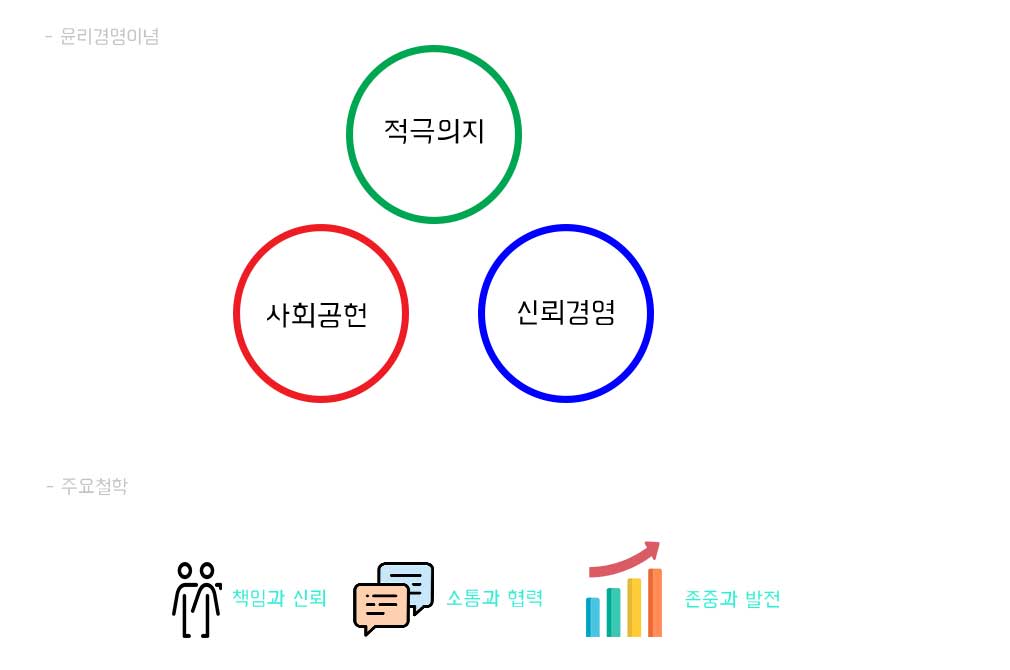 - 윤리경영이념
적극의지
사회공헌
신뢰경영
- 주요철학
책임과 신뢰
소통과 협력
존중과 발전